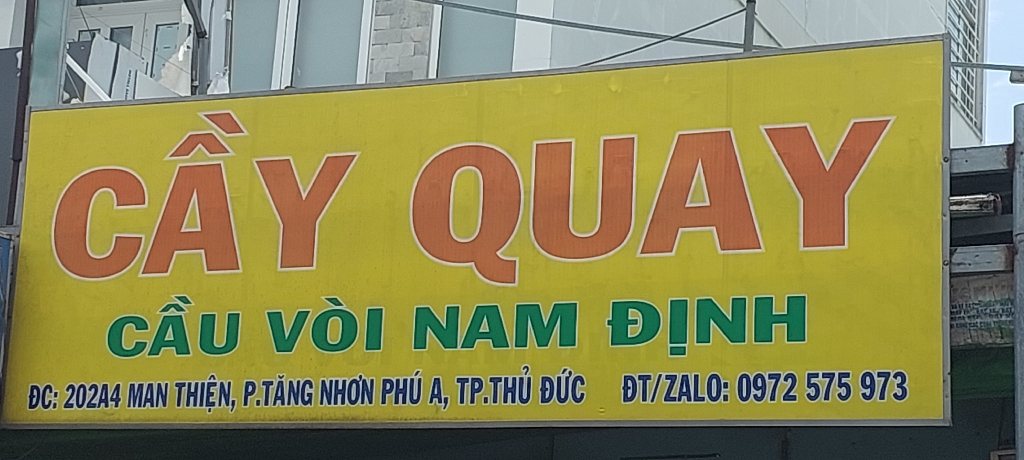 CẦY QUAY
CẦU VÒI NAM ĐỊNH
ĐC: 202A4 MAN THIỆN, P.TĂNG NHƠN PHÚ A, TP.THỦ ĐỨC ĐT/ZALO: 0972 575 973